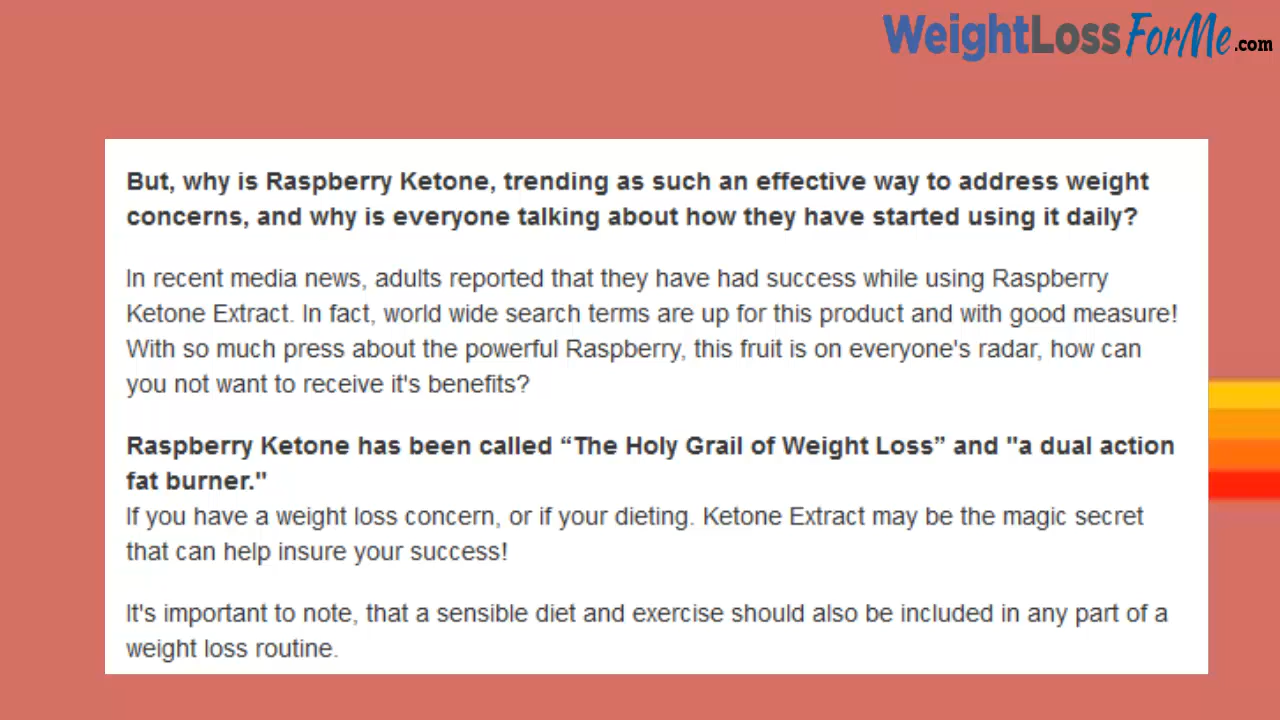 WeightLossForMe.com
But, why is Raspberry Ketone, trending as such an effective way to address weight
concerns, and why is everyone talking about how they have started using it daily?
In recent media news, adults reported that they have had success while using Raspberry
Ketone Extract. In fact, world wide search terms are up for this product and with good measure!
With so much press about the powerful Raspberry, this fruit is on everyone's radar, how can
you not want to receive it's benefits?
Raspberry Ketone has been called “The Holy Grail of Weight Loss” and "a dual action
fat burner."
If you have a weight loss concern, or if your dieting. Ketone Extract may be the magic secret
that can help insure your success!
It's important to note, that a sensible diet and exercise should also be included in any part of a
weight loss routine.